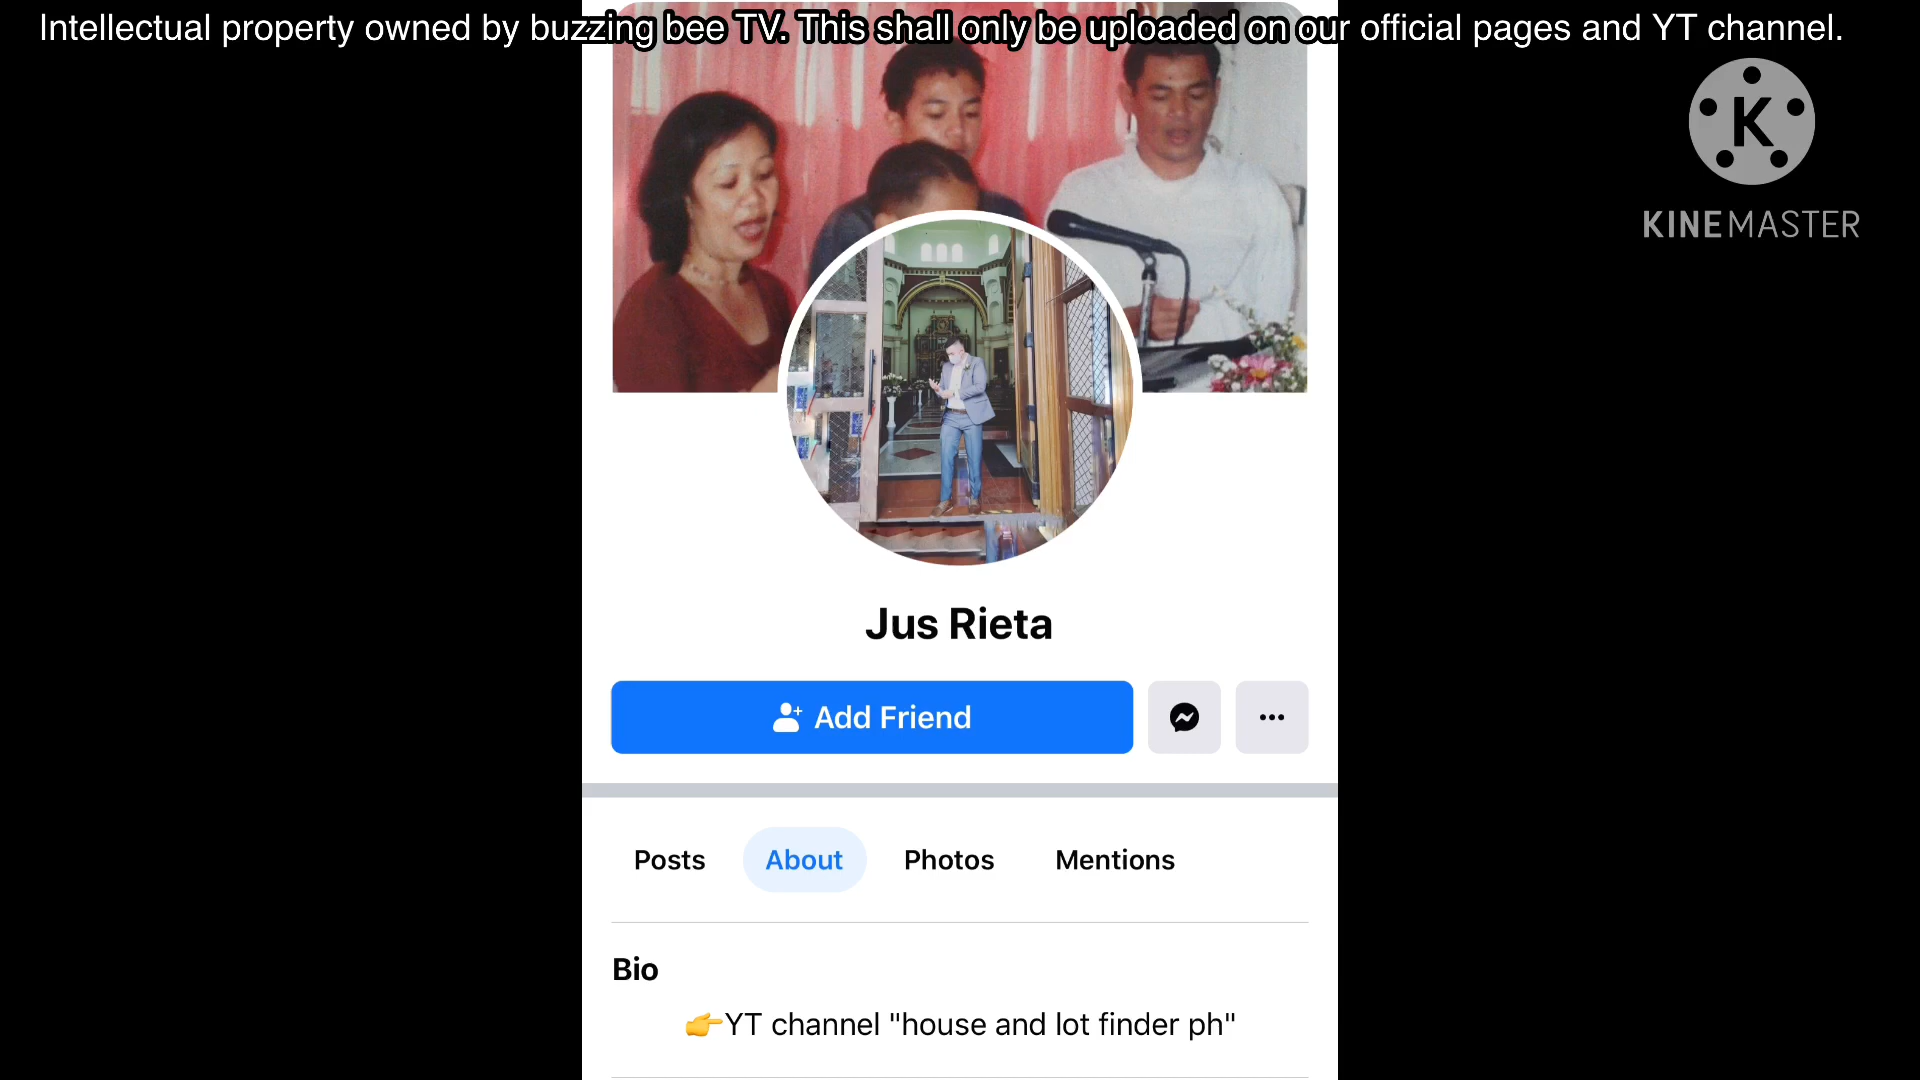 Intellectual property owned by buzzing bee TV. This shall only be uploaded on our official pages and YT channel.
K
KINEMASTER
Jus Rieta
Add Friend
Posts About Photos Mentions
Bio
👉YT channel "house and lot finder ph"